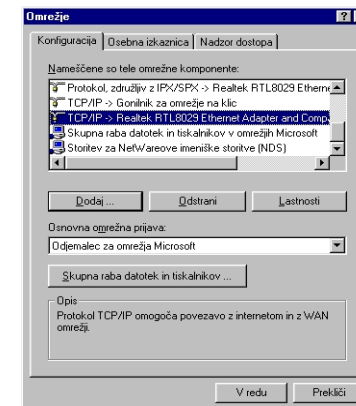 Omrežje
Konfiguracija Osebna izkaznica Nadzor dostopa
Nameščene so tele omrežne komponente:
Protokol, združljiv z IPX/SPX -> Realtek RTL8029 Etherne
TCP/IP -> Gonilnik za omrežje na klic
TCP/IP -> Realtek RTL8029 Ethernet Adapter and Comp
Skupna raba datotek in tiskalnikov v omrežjih Microsoft
Storitev za NetWareove imeniške storitve (NDS)
Dodaj ... Odstrani Lastnosti
Osnovna omrežna prijava:
Odjemalec za omrežja Microsoft
Skupna raba datotek in tiskalnikov ...
Opis
Protokol TCP/IP omogoča povezavo z internetom in z WAN
omrežji.
V redu Prekliči